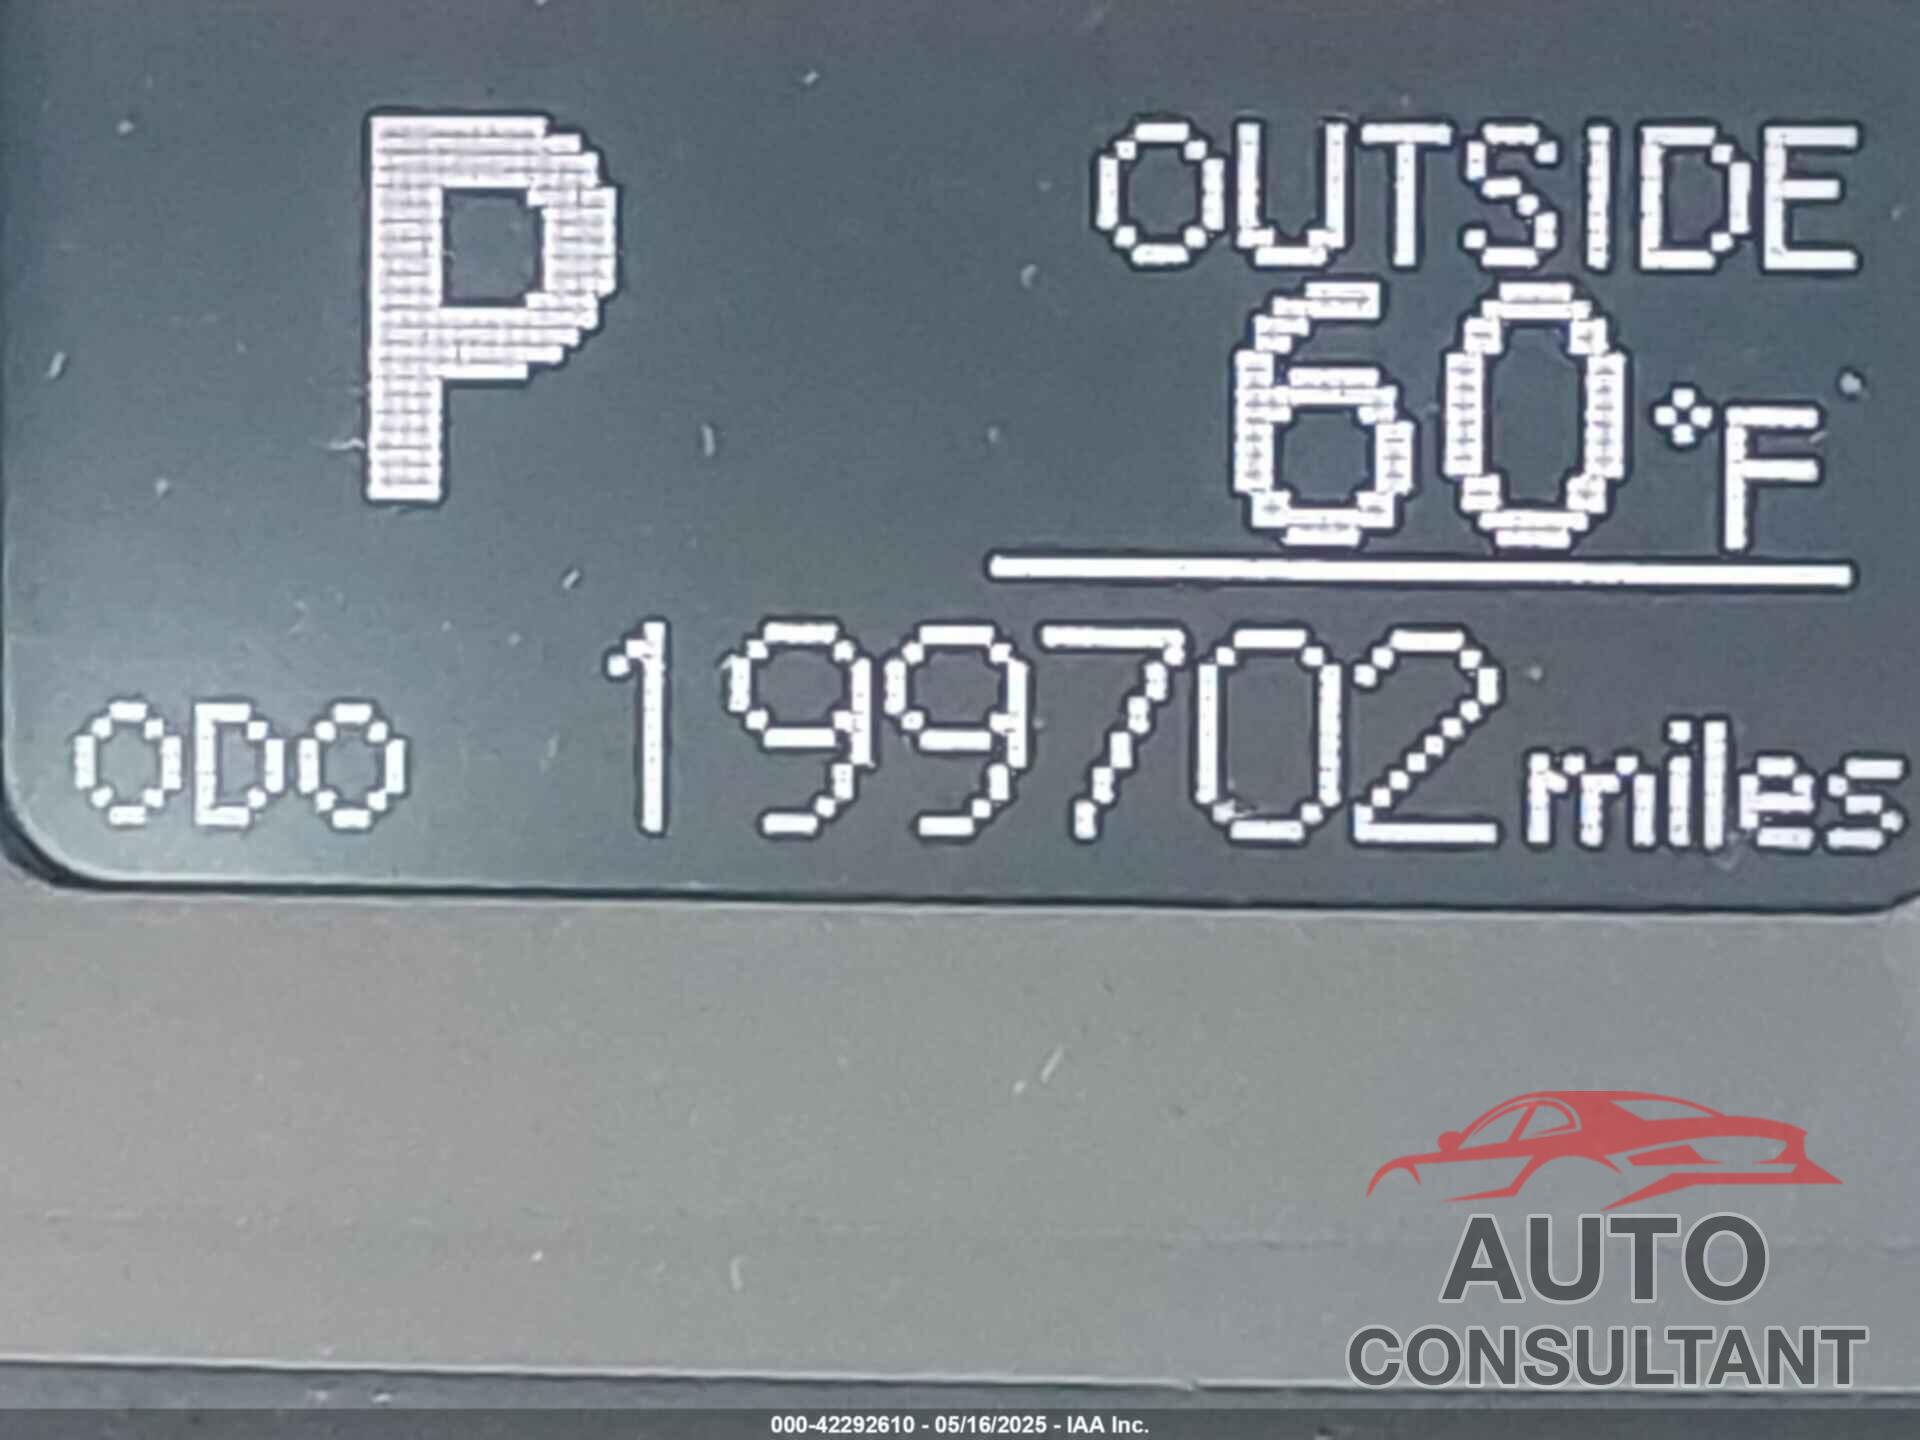 P
OUTSIDE
60°F
ODO 199702 miles
AUTO
CONSULTANT
000-42292610 - 05/16/2025 - IAA Inc.